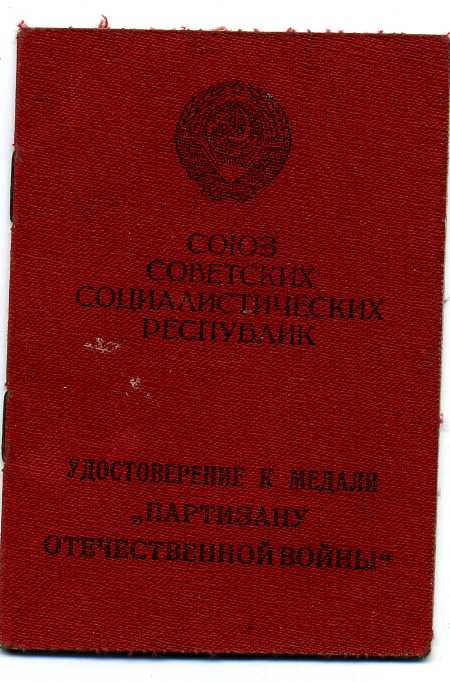 СОЮЗ
СОВЕТСКИХ
СОЦИАЛИСТИЧЕСКИХ
РЕСПУБЛИК
УДОСТОВЕРЕНИЕ К МЕДАЛИ
„ПАРТИЗАНУ
ОТЕЧЕСТВЕННОЙ ВОЙНЫ“